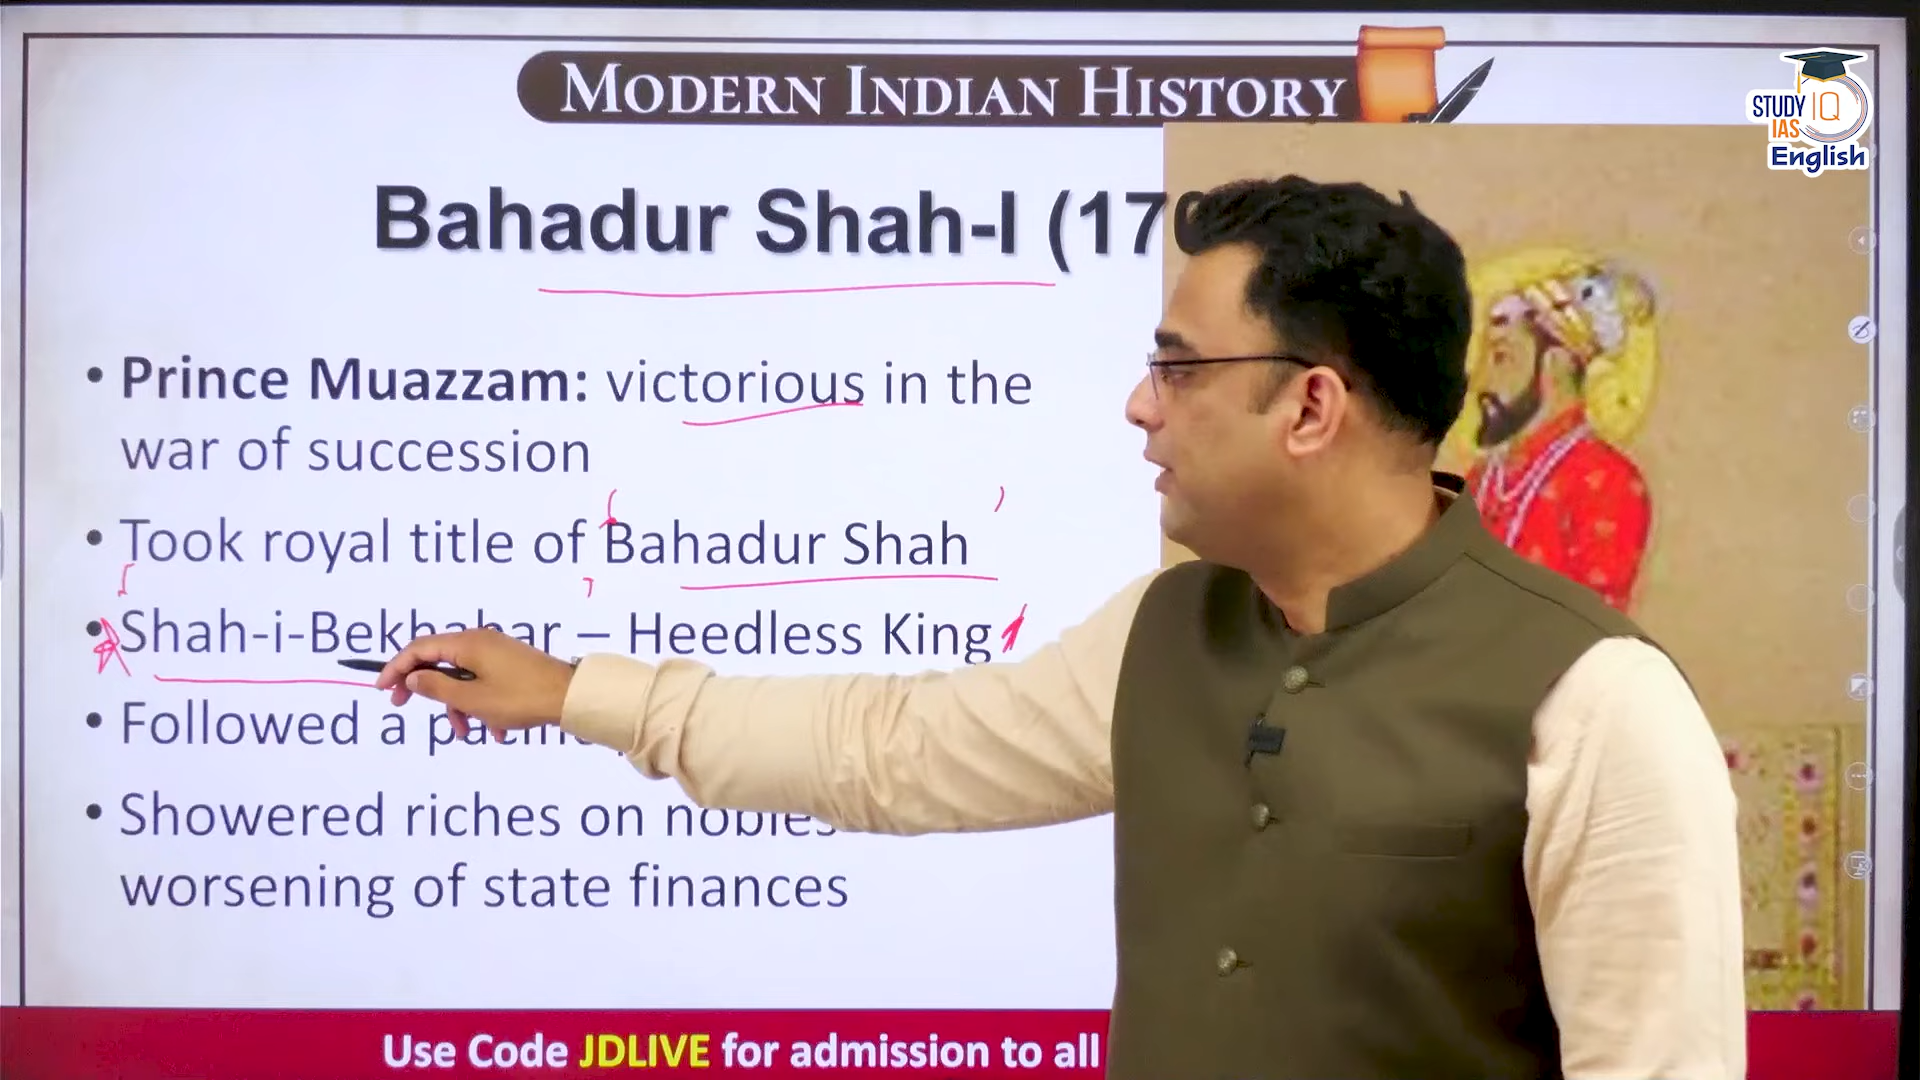 MODERN INDIAN HISTORY
STUDY IQ
IAS
English
Bahadur Shah-I (17
• Prince Muazzam: victorious in the
war of succession
• Took royal title of Bahadur Shah
• Shah-i-Bekhabar – Heedless King
• Followed a
• Showered riches on nobles
worsening of state finances
Use Code JDLIVE for admission to all